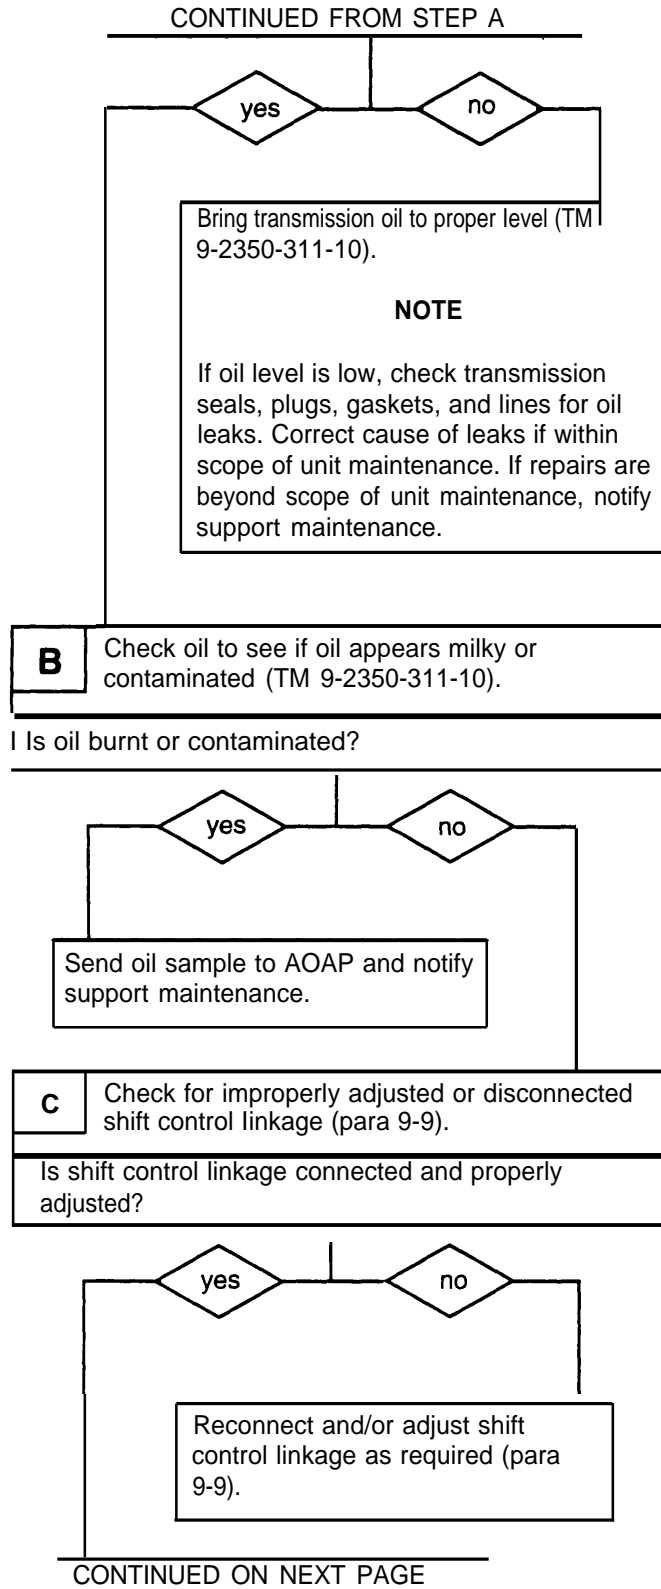 CONTINUED FROM STEP A
yes
no
Bring transmission oil to proper level (TM
9-2350-311-10).
NOTE
If oil level is low, check transmission
seals, plugs, gaskets, and lines for oil
leaks. Correct cause of leaks if within
scope of unit maintenance. If repairs are
beyond scope of unit maintenance, notify
support maintenance.
B
Check oil to see if oil appears milky or
contaminated (TM 9-2350-311-10).
I Is oil burnt or contaminated?
yes
no
Send oil sample to AOAP and notify
support maintenance.
C
Check for improperly adjusted or disconnected
shift control linkage (para 9-9).
Is shift control linkage connected and properly
adjusted?
yes
no
Reconnect and/or adjust shift
control linkage as required (para
9-9).
CONTINUED ON NEXT PAGE